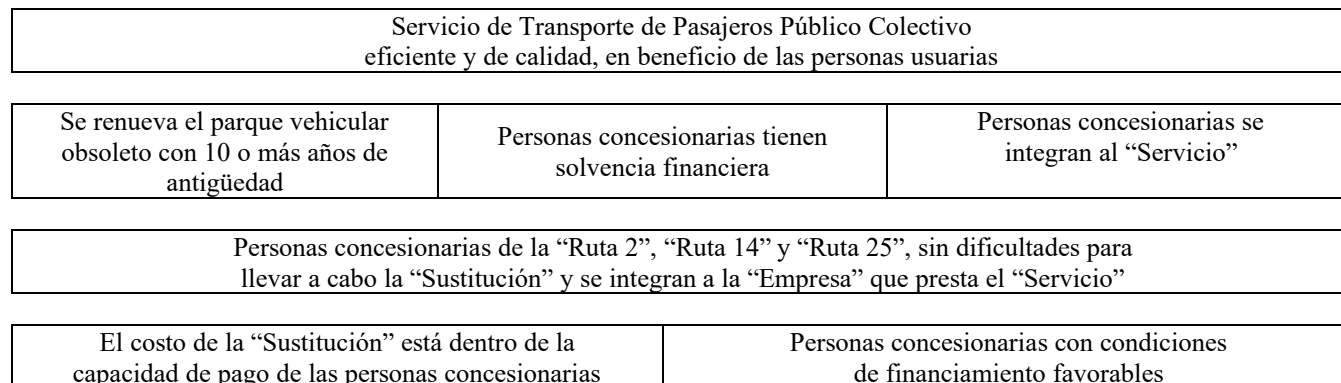 Servicio de Transporte de Pasajeros Público Colectivo
eficiente y de calidad, en beneficio de las personas usuarias
Se renueva el parque vehicular
obsoleto con 10 o más años de
antigüedad
Personas concesionarias tienen
solvencia financiera
Personas concesionarias se
integran al “Servicio”
Personas concesionarias de la “Ruta 2”, “Ruta 14” y “Ruta 25”, sin dificultades para
llevar a cabo la “Sustitución” y se integran a la “Empresa” que presta el “Servicio”
El costo de la “Sustitución” está dentro de la
capacidad de pago de las personas concesionarias
Personas concesionarias con condiciones
de financiamiento favorables